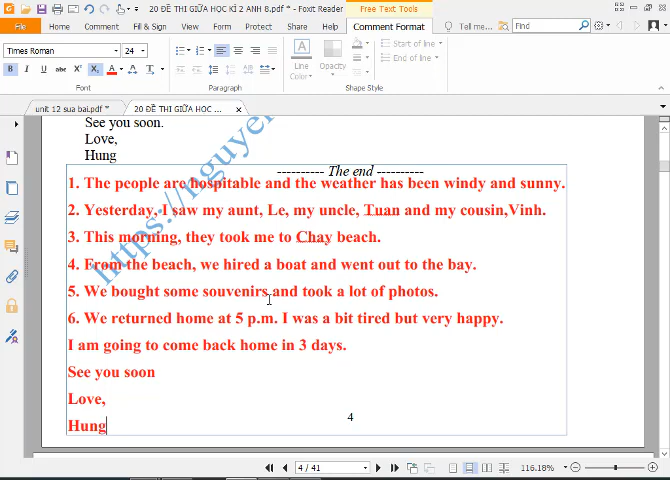 20 ĐỀ THI GIỮA HỌC KÌ 2 ANH 8.pdf * - Foxit Reader
Free Text Tools
File
Home
Comment
Fill & Sign
Comment Format
Tell me...
Find
Times Roman
24
B I U abc X² X₂ A T
Line Color
Opacity
Start of line
End of line
Font
Paragraph
Shape Style
unit 12 sua bai.pdf *
20 ĐỀ THI GIỮA HỌC ...
See you soon.
Love,
Hung
---------- The end ----------
1. The people are hospitable and the weather has been windy and sunny.
2. Yesterday, I saw my aunt, Le, my uncle, Tuan and my cousin,Vinh.
3. This morning, they took me to Chay beach.
4. From the beach, we hired a boat and went out to the bay.
5. We bought some souvenirs and took a lot of photos.
6. We returned home at 5 p.m. I was a bit tired but very happy.
I am going to come back home in 3 days.
See you soon
Love,
4
Hung
https://nguyen
4 / 41
116.18%